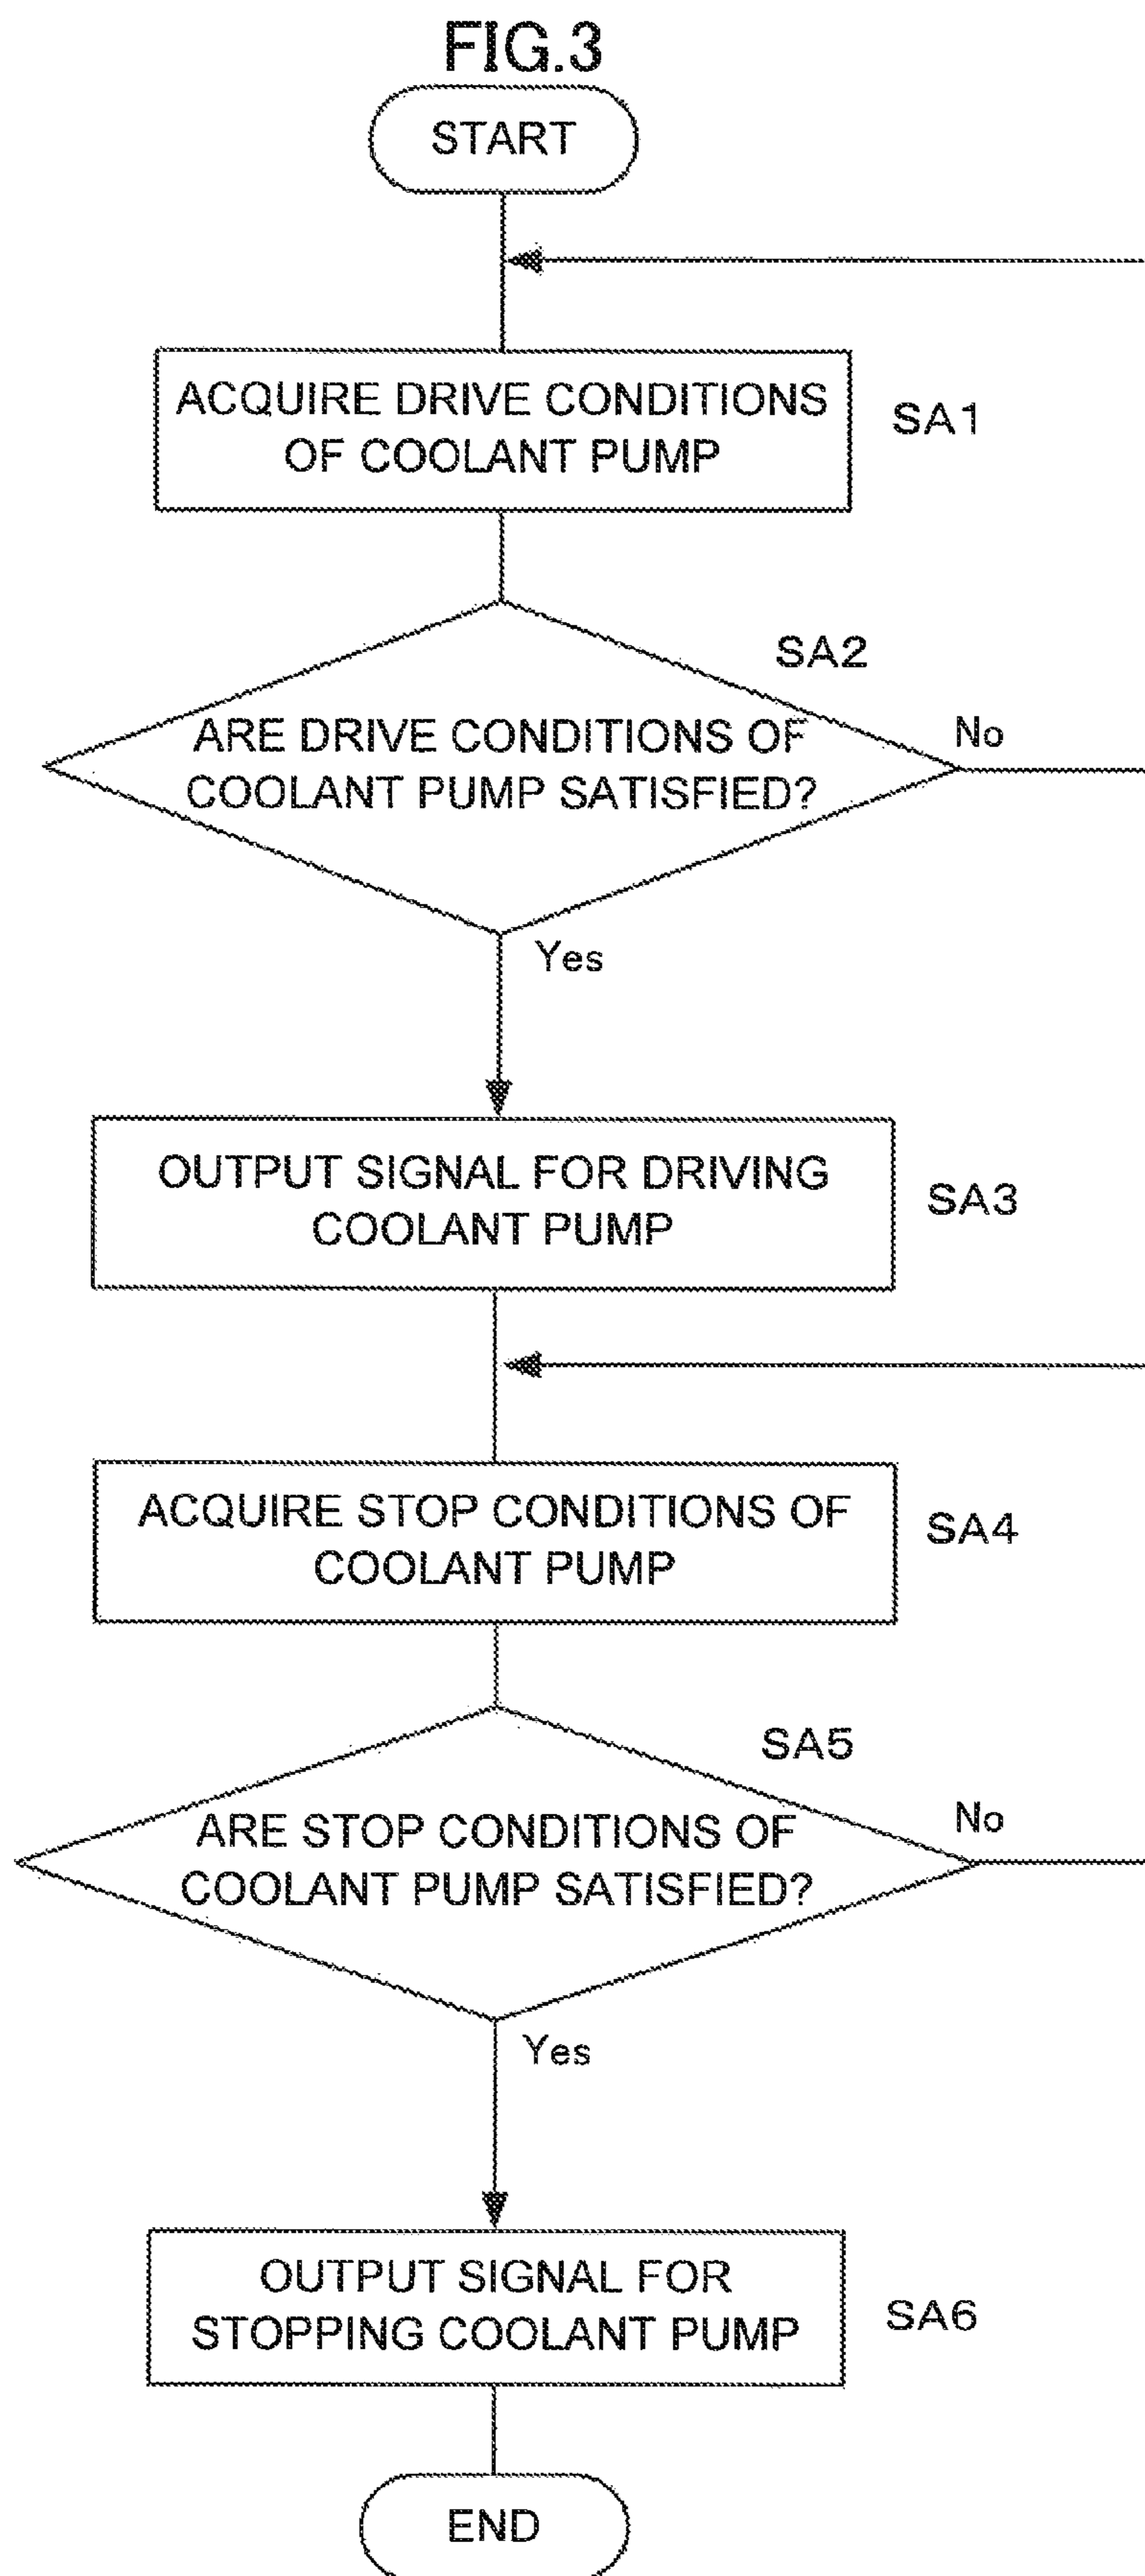 FIG.3
START
ACQUIRE DRIVE CONDITIONS
OF COOLANT PUMP
SA1
SA2
ARE DRIVE CONDITIONS OF
COOLANT PUMP SATISFIED?
No
Yes
OUTPUT SIGNAL FOR DRIVING
COOLANT PUMP
SA3
ACQUIRE STOP CONDITIONS OF
COOLANT PUMP
SA4
SA5
ARE STOP CONDITIONS OF
COOLANT PUMP SATISFIED?
No
Yes
OUTPUT SIGNAL FOR
STOPPING COOLANT PUMP
SA6
END